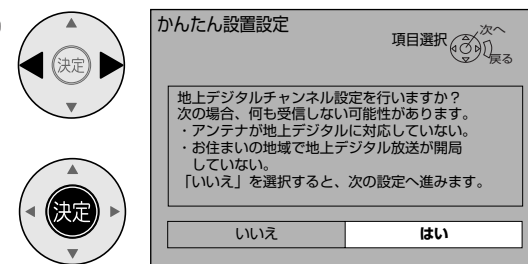 決定
決定
かんたん設置設定
項目選択
次へ
戻る
地上デジタルチャンネル設定を行いますか？
次の場合、何も受信しない可能性があります。
・アンテナが地上デジタルに対応していない。
・お住まいの地域で地上デジタル放送が開局
していない。
「いいえ」を選択すると、次の設定へ進みます。
いいえ
はい